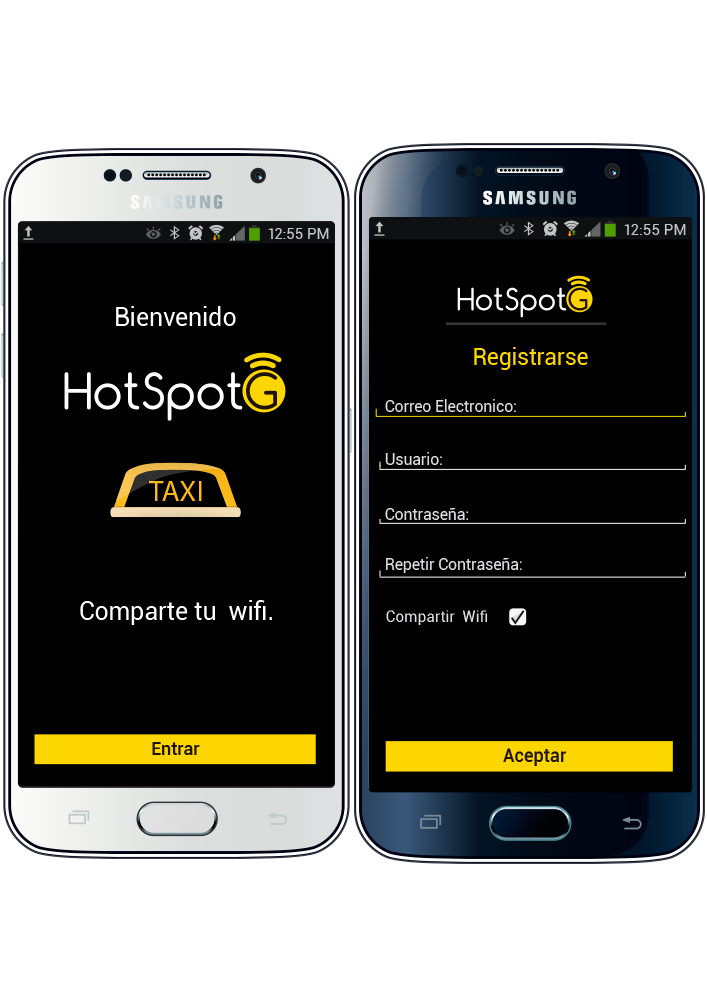 SAMSUNG
12:55 PM
Bienvenido
HotSpotG
TAXI
Comparte tu wifi.
Entrar
SAMSUNG
12:55 PM
HotSpotG
Registrarse
Correo Electronico:
Usuario:
Contraseña:
Repetir Contraseña:
Compartir Wifi
Aceptar